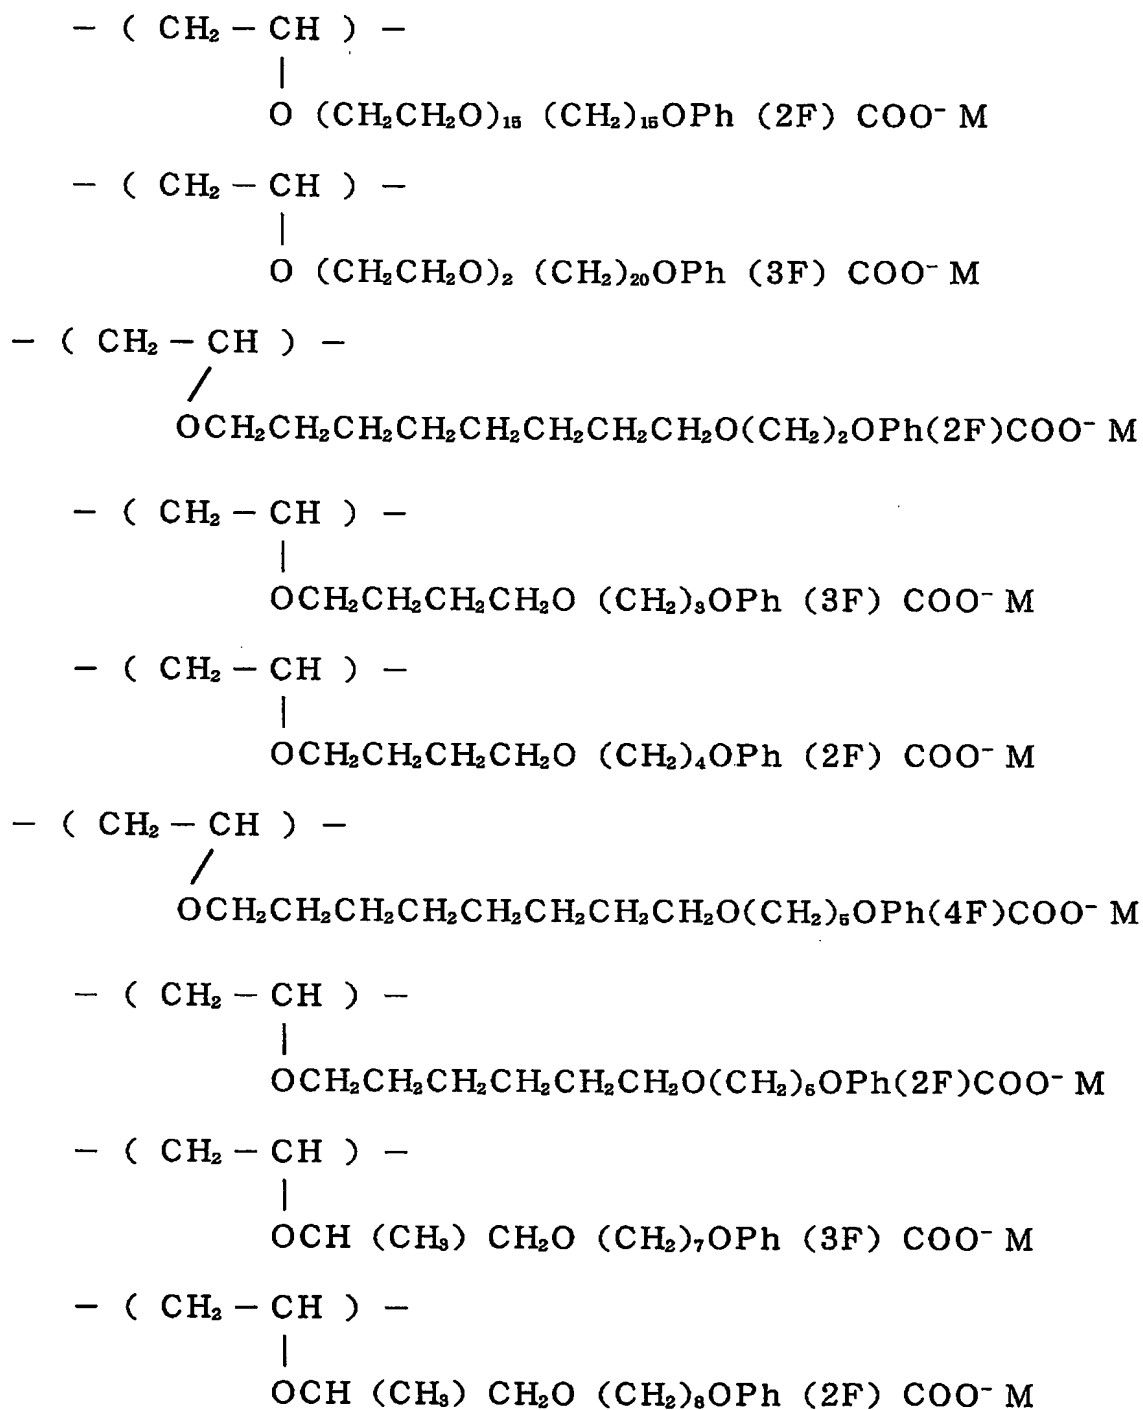 − ( CH₂ − CH ) −
|
O (CH₂CH₂O)₁₅ (CH₂)₁₅OPh (2F) COO⁻ M
− ( CH₂ − CH ) −
|
O (CH₂CH₂O)₂ (CH₂)₂₀OPh (3F) COO⁻ M
− ( CH₂ − CH ) −
/
OCH₂CH₂CH₂CH₂CH₂CH₂CH₂CH₂O(CH₂)₂OPh(2F)COO⁻ M
− ( CH₂ − CH ) −
|
OCH₂CH₂CH₂CH₂O (CH₂)₃OPh (3F) COO⁻ M
− ( CH₂ − CH ) −
|
OCH₂CH₂CH₂CH₂O (CH₂)₄OPh (2F) COO⁻ M
− ( CH₂ − CH ) −
/
OCH₂CH₂CH₂CH₂CH₂CH₂CH₂CH₂O(CH₂)₅OPh(4F)COO⁻ M
− ( CH₂ − CH ) −
|
OCH₂CH₂CH₂CH₂CH₂CH₂O(CH₂)₆OPh(2F)COO⁻ M
− ( CH₂ − CH ) −
|
OCH (CH₃) CH₂O (CH₂)₇OPh (3F) COO⁻ M
− ( CH₂ − CH ) −
|
OCH (CH₃) CH₂O (CH₂)₈OPh (2F) COO⁻ M